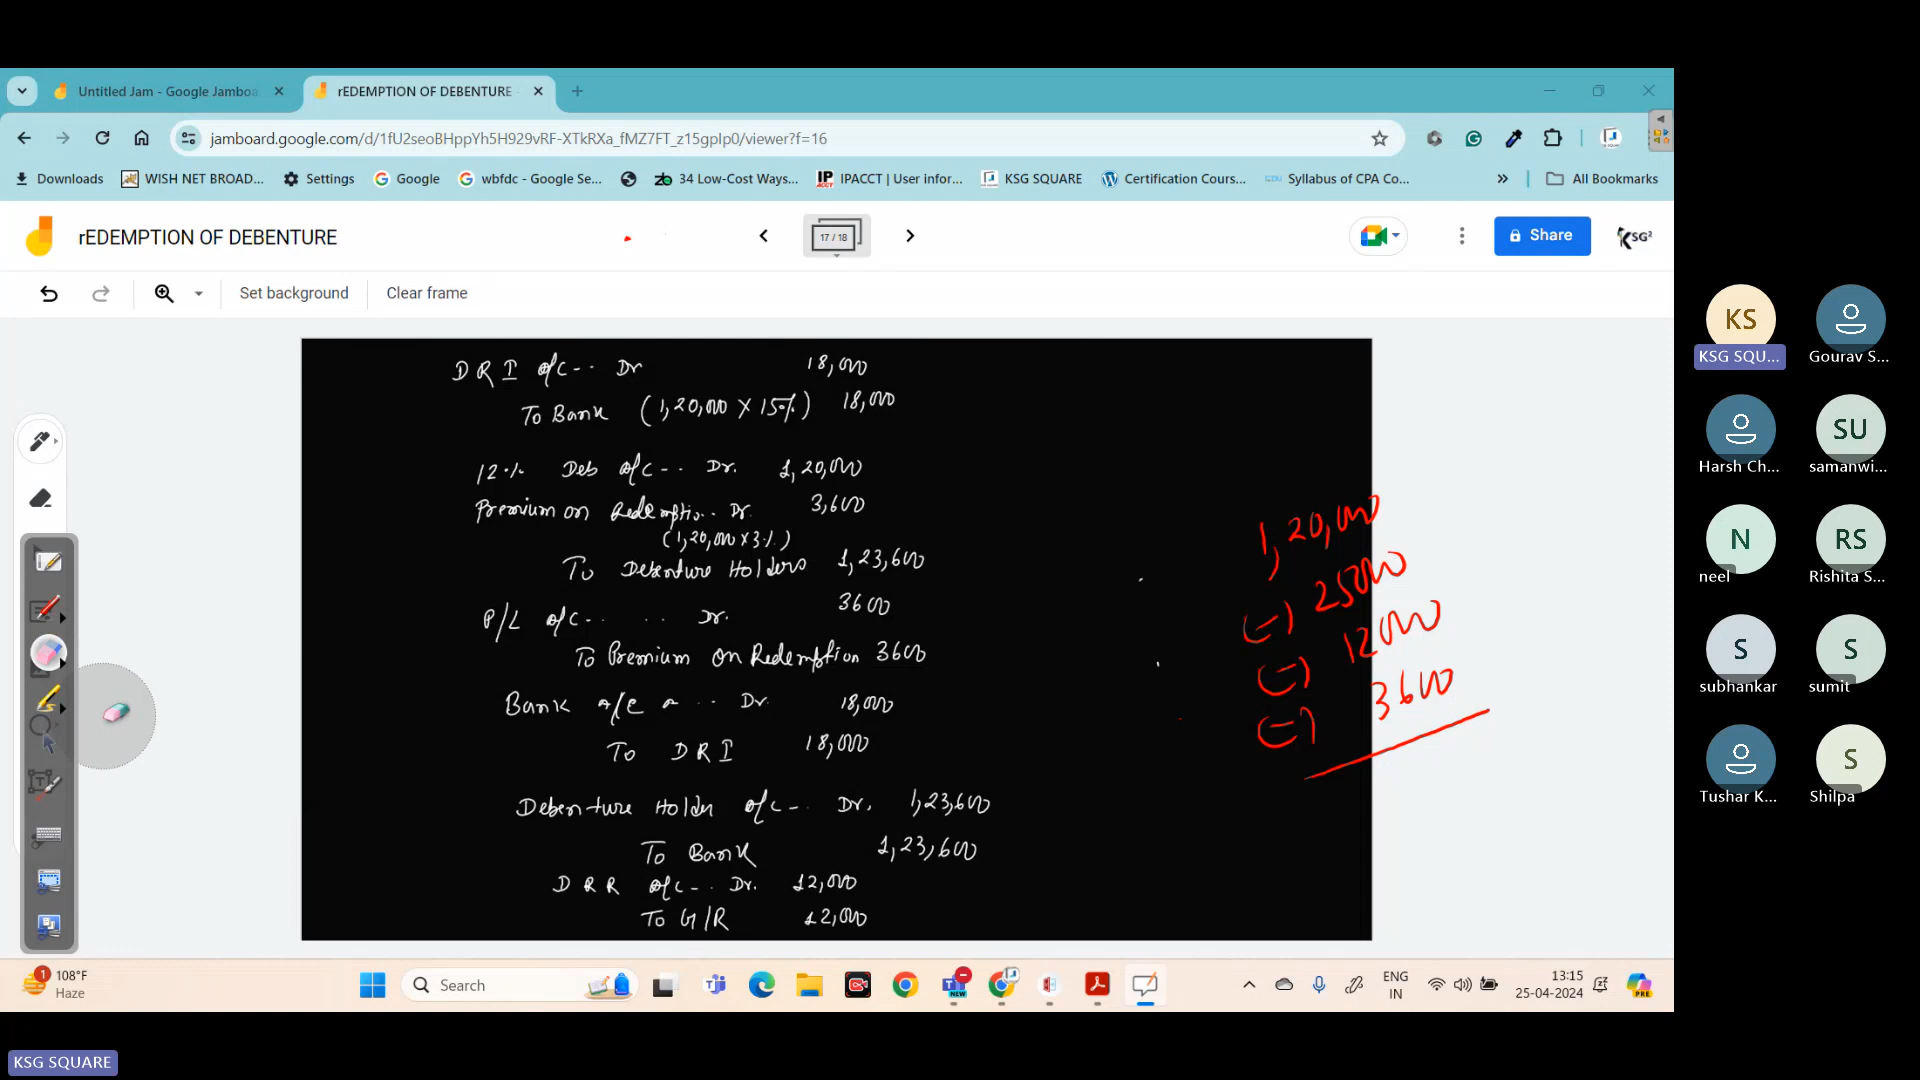 Untitled Jam - Google Jamboa
rEDEMPTION OF DEBENTURE -
jamboard.google.com/d/1fU2seoBHppYh5H929vRF-XTkRXa_fMZ7FT_z15gpIp0/viewer?f=16
Downloads WISH NET BROAD... Settings Google wbfdc - Google Se... 34 Low-Cost Ways... IPACCT | User infor... KSG SQUARE Certification Cours... Syllabus of CPA Co... » All Bookmarks
rEDEMPTION OF DEBENTURE
17 / 18
Share
KSG²
Set background Clear frame
D R I a/c - .. Dr 18,000
To Bank (1,20,000 X 15%) 18,000
12% Deb a/c - .. Dr. 1,20,000
Premium on Redemption.. Dr. 3,600
(1,20,000 x 3%)
To Debenture Holders 1,23,600
P/L a/c - . . .. Dr. 3600
To Premium On Redemption 3600
Bank a/c - .. Dr. 18,000
To D R I 18,000
Debenture Holder a/c - .. Dr. 1,23,600
To Bank 1,23,600
D R R a/c - .. Dr. 12,000
To G/R 12,000
1,20,000
(-) 25000
(-) 12000
(-) 3600
KS
KSG SQU...
Gourav S...
Harsh Ch...
SU
samanwi...
N
neel
RS
Rishita S...
S
subhankar
S
sumit
Tushar K...
S
Shilpa
1
108°F
Haze
Search
NEW
ENG
IN
13:15
25-04-2024
PRE
KSG SQUARE